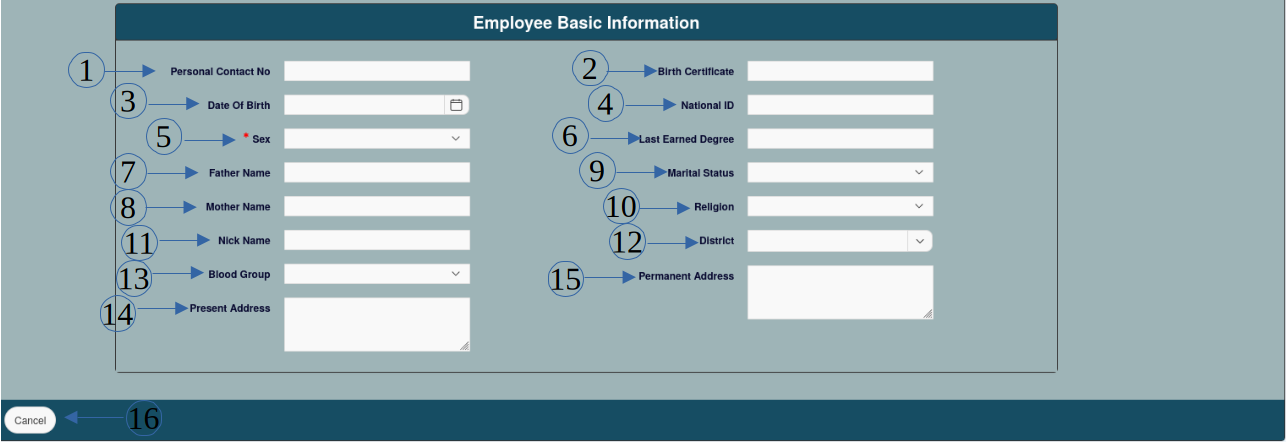 Employee Basic Information
1 Personal Contact No
2 Birth Certificate
3 Date Of Birth
4 National ID
5 * Sex
6 Last Earned Degree
7 Father Name
9 Marital Status
8 Mother Name
10 Religion
11 Nick Name
12 District
13 Blood Group
15 Permanent Address
14 Present Address
Cancel 16